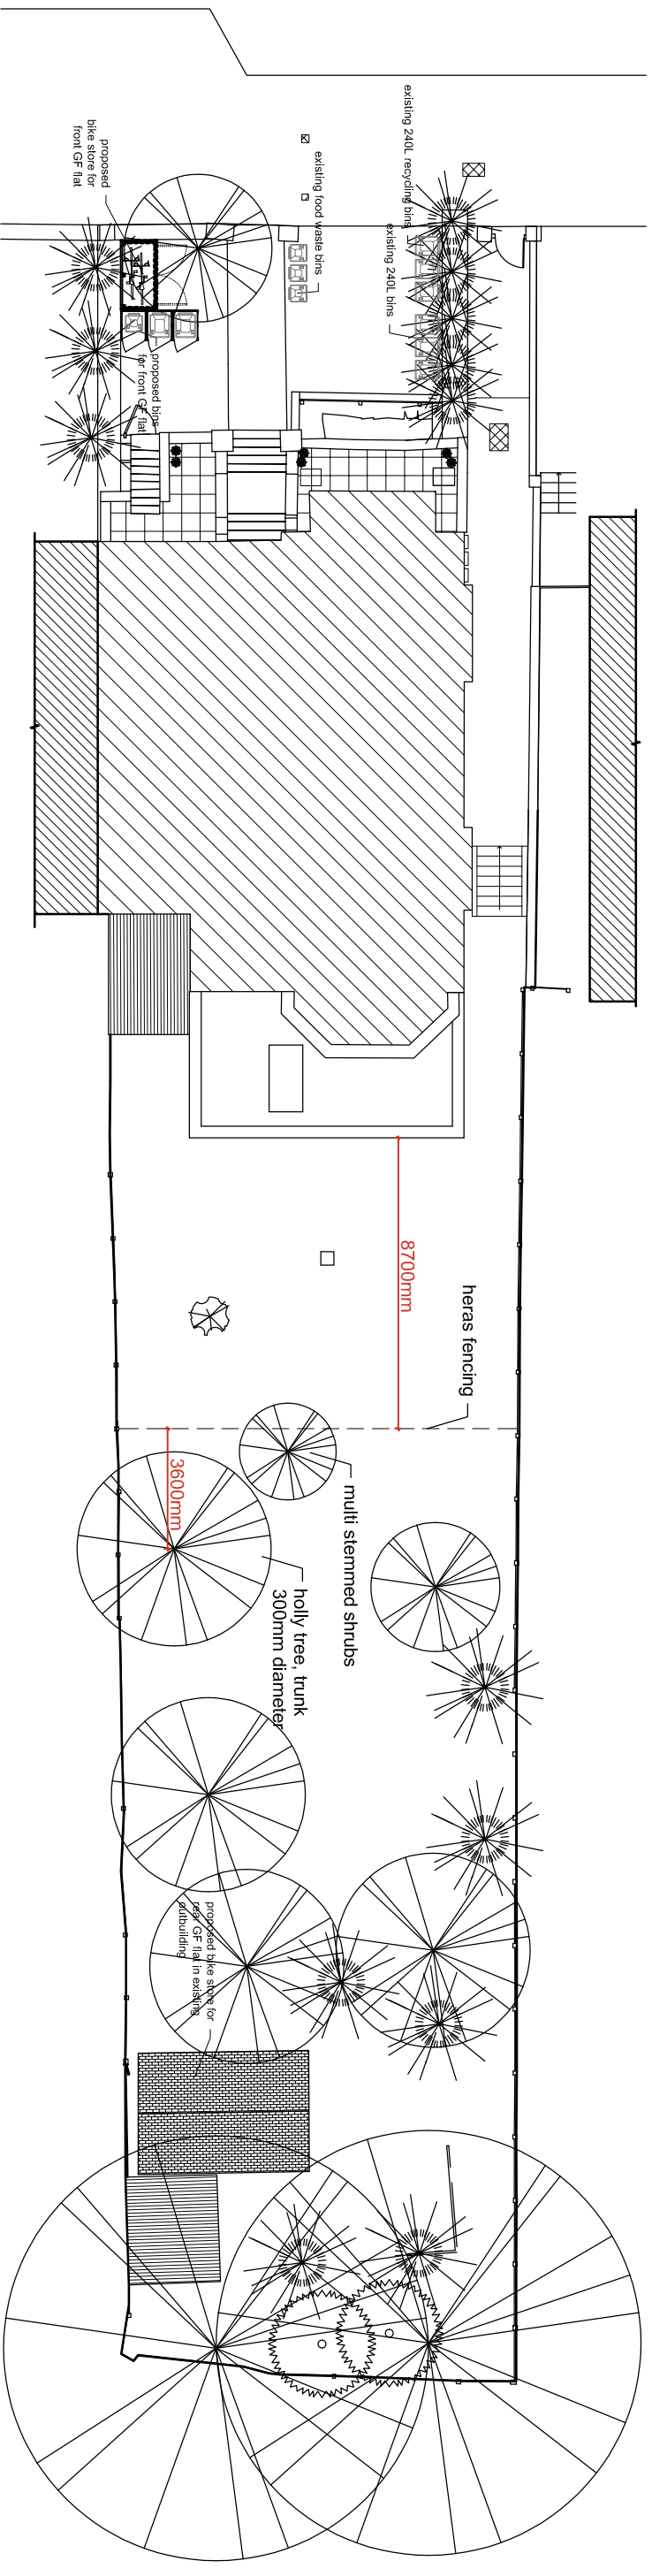 proposed
bike store for
front GF flat
existing food waste bins
existing 240L recycling bins
existing 240L bins
proposed bins
for front GF flat
8700mm
heras fencing
3600mm
multi stemmed shrubs
holly tree, trunk
300mm diameter
proposed bike store for
rear GF flat in existing
outbuilding